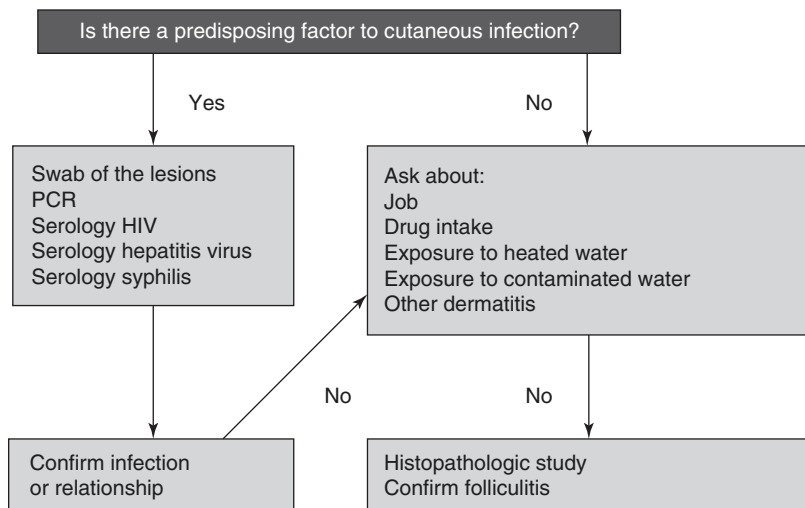 Is there a predisposing factor to cutaneous infection?
Yes
No
Swab of the lesions
PCR
Serology HIV
Serology hepatitis virus
Serology syphilis
Ask about:
Job
Drug intake
Exposure to heated water
Exposure to contaminated water
Other dermatitis
No
No
Confirm infection
or relationship
Histopathologic study
Confirm folliculitis